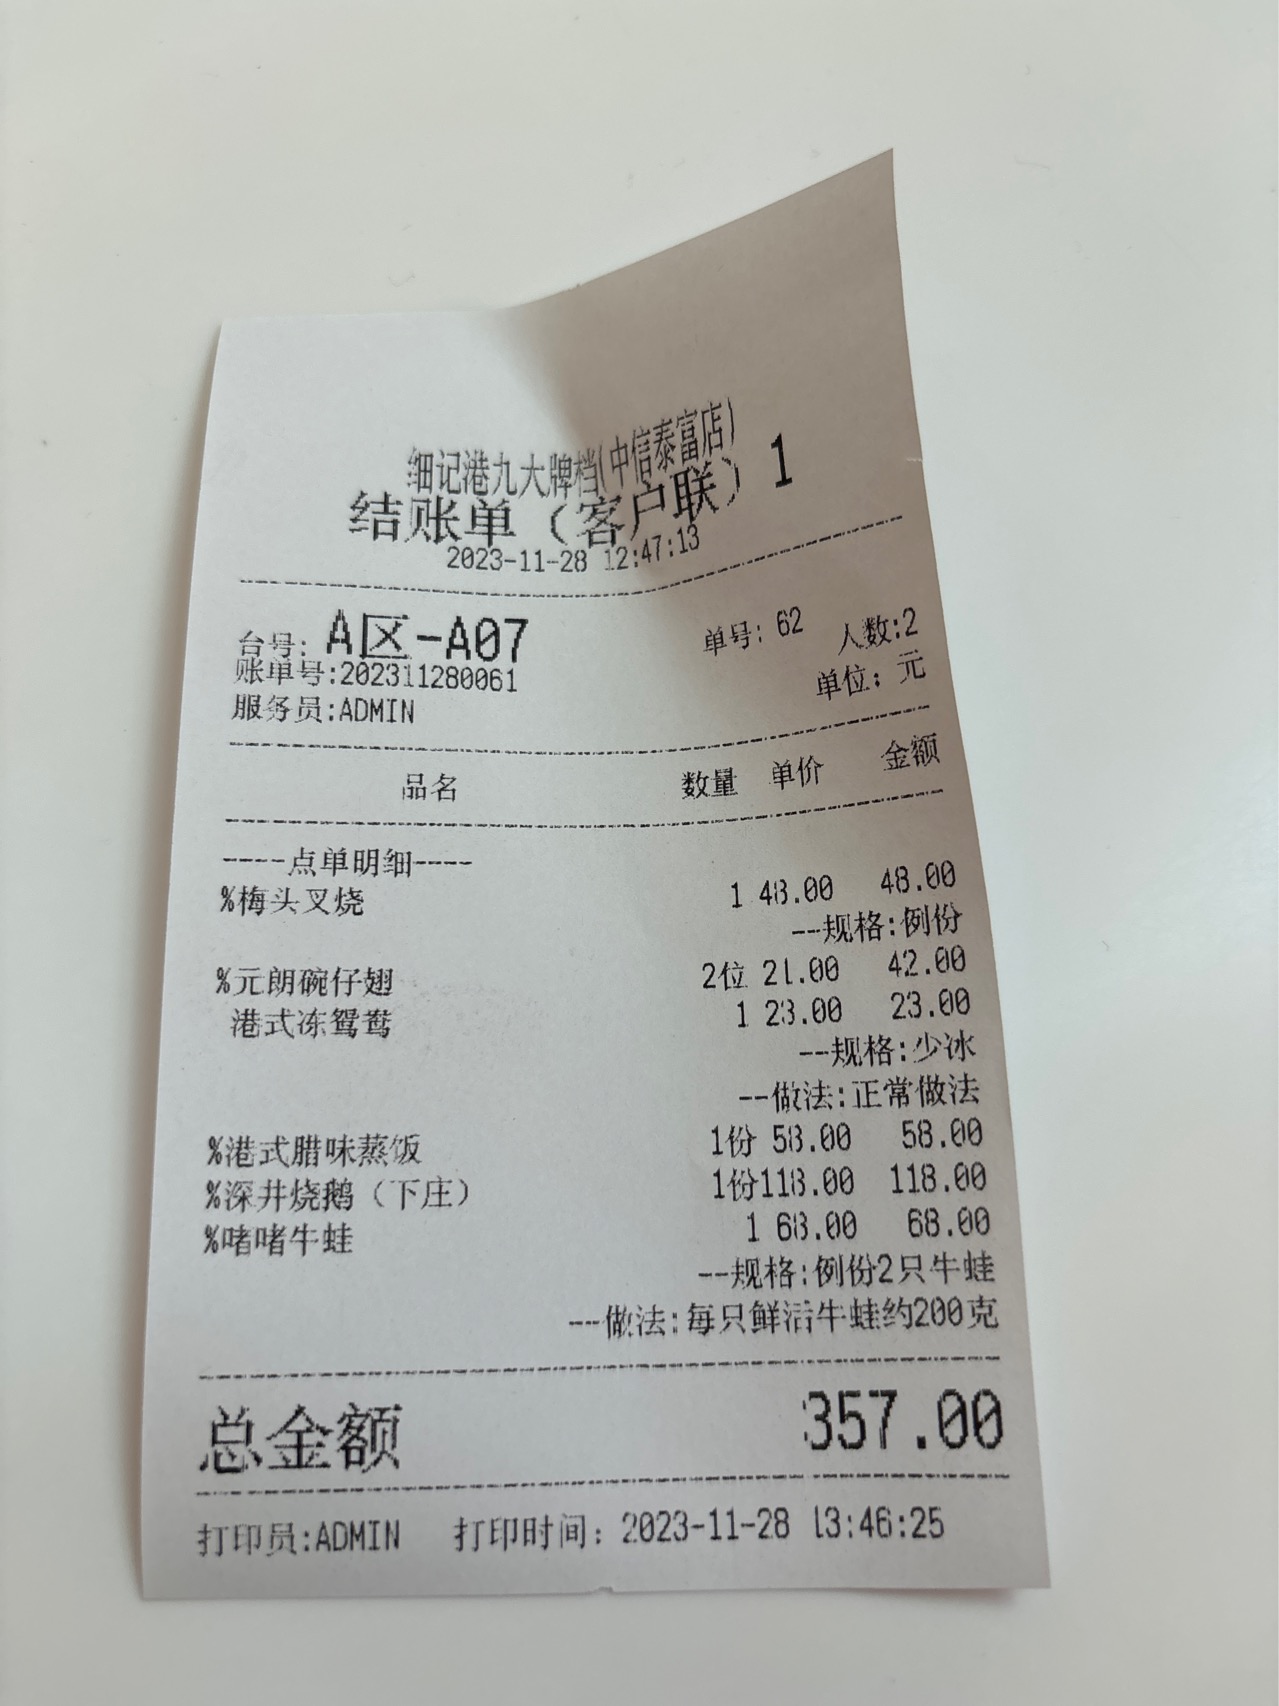 细记港九大牌档(中信泰富店)
结账单（客户联）1
2023-11-28 12:47:13
台号: A区-A07 单号: 62 人数:2
账单号:202311280061 单位: 元
服务员:ADMIN
品名 数量 单价 金额
----点单明细----
%梅头叉烧 1 48.00 48.00
--规格:例份
%元朗碗仔翅 2位 21.00 42.00
港式冻鸳鸯 1 23.00 23.00
--规格:少冰
--做法:正常做法
%港式腊味蒸饭 1份 58.00 58.00
%深井烧鹅（下庄） 1份118.00 118.00
%啫啫牛蛙 1 68.00 68.00
--规格:例份2只牛蛙
--做法:每只鲜活牛蛙约200克
总金额 357.00
打印员:ADMIN 打印时间: 2023-11-28 13:46:25